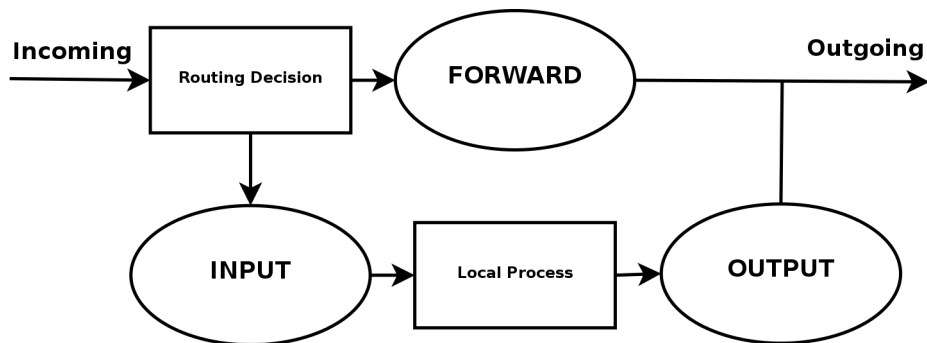 Incoming
Routing Decision
FORWARD
Outgoing
INPUT
Local Process
OUTPUT